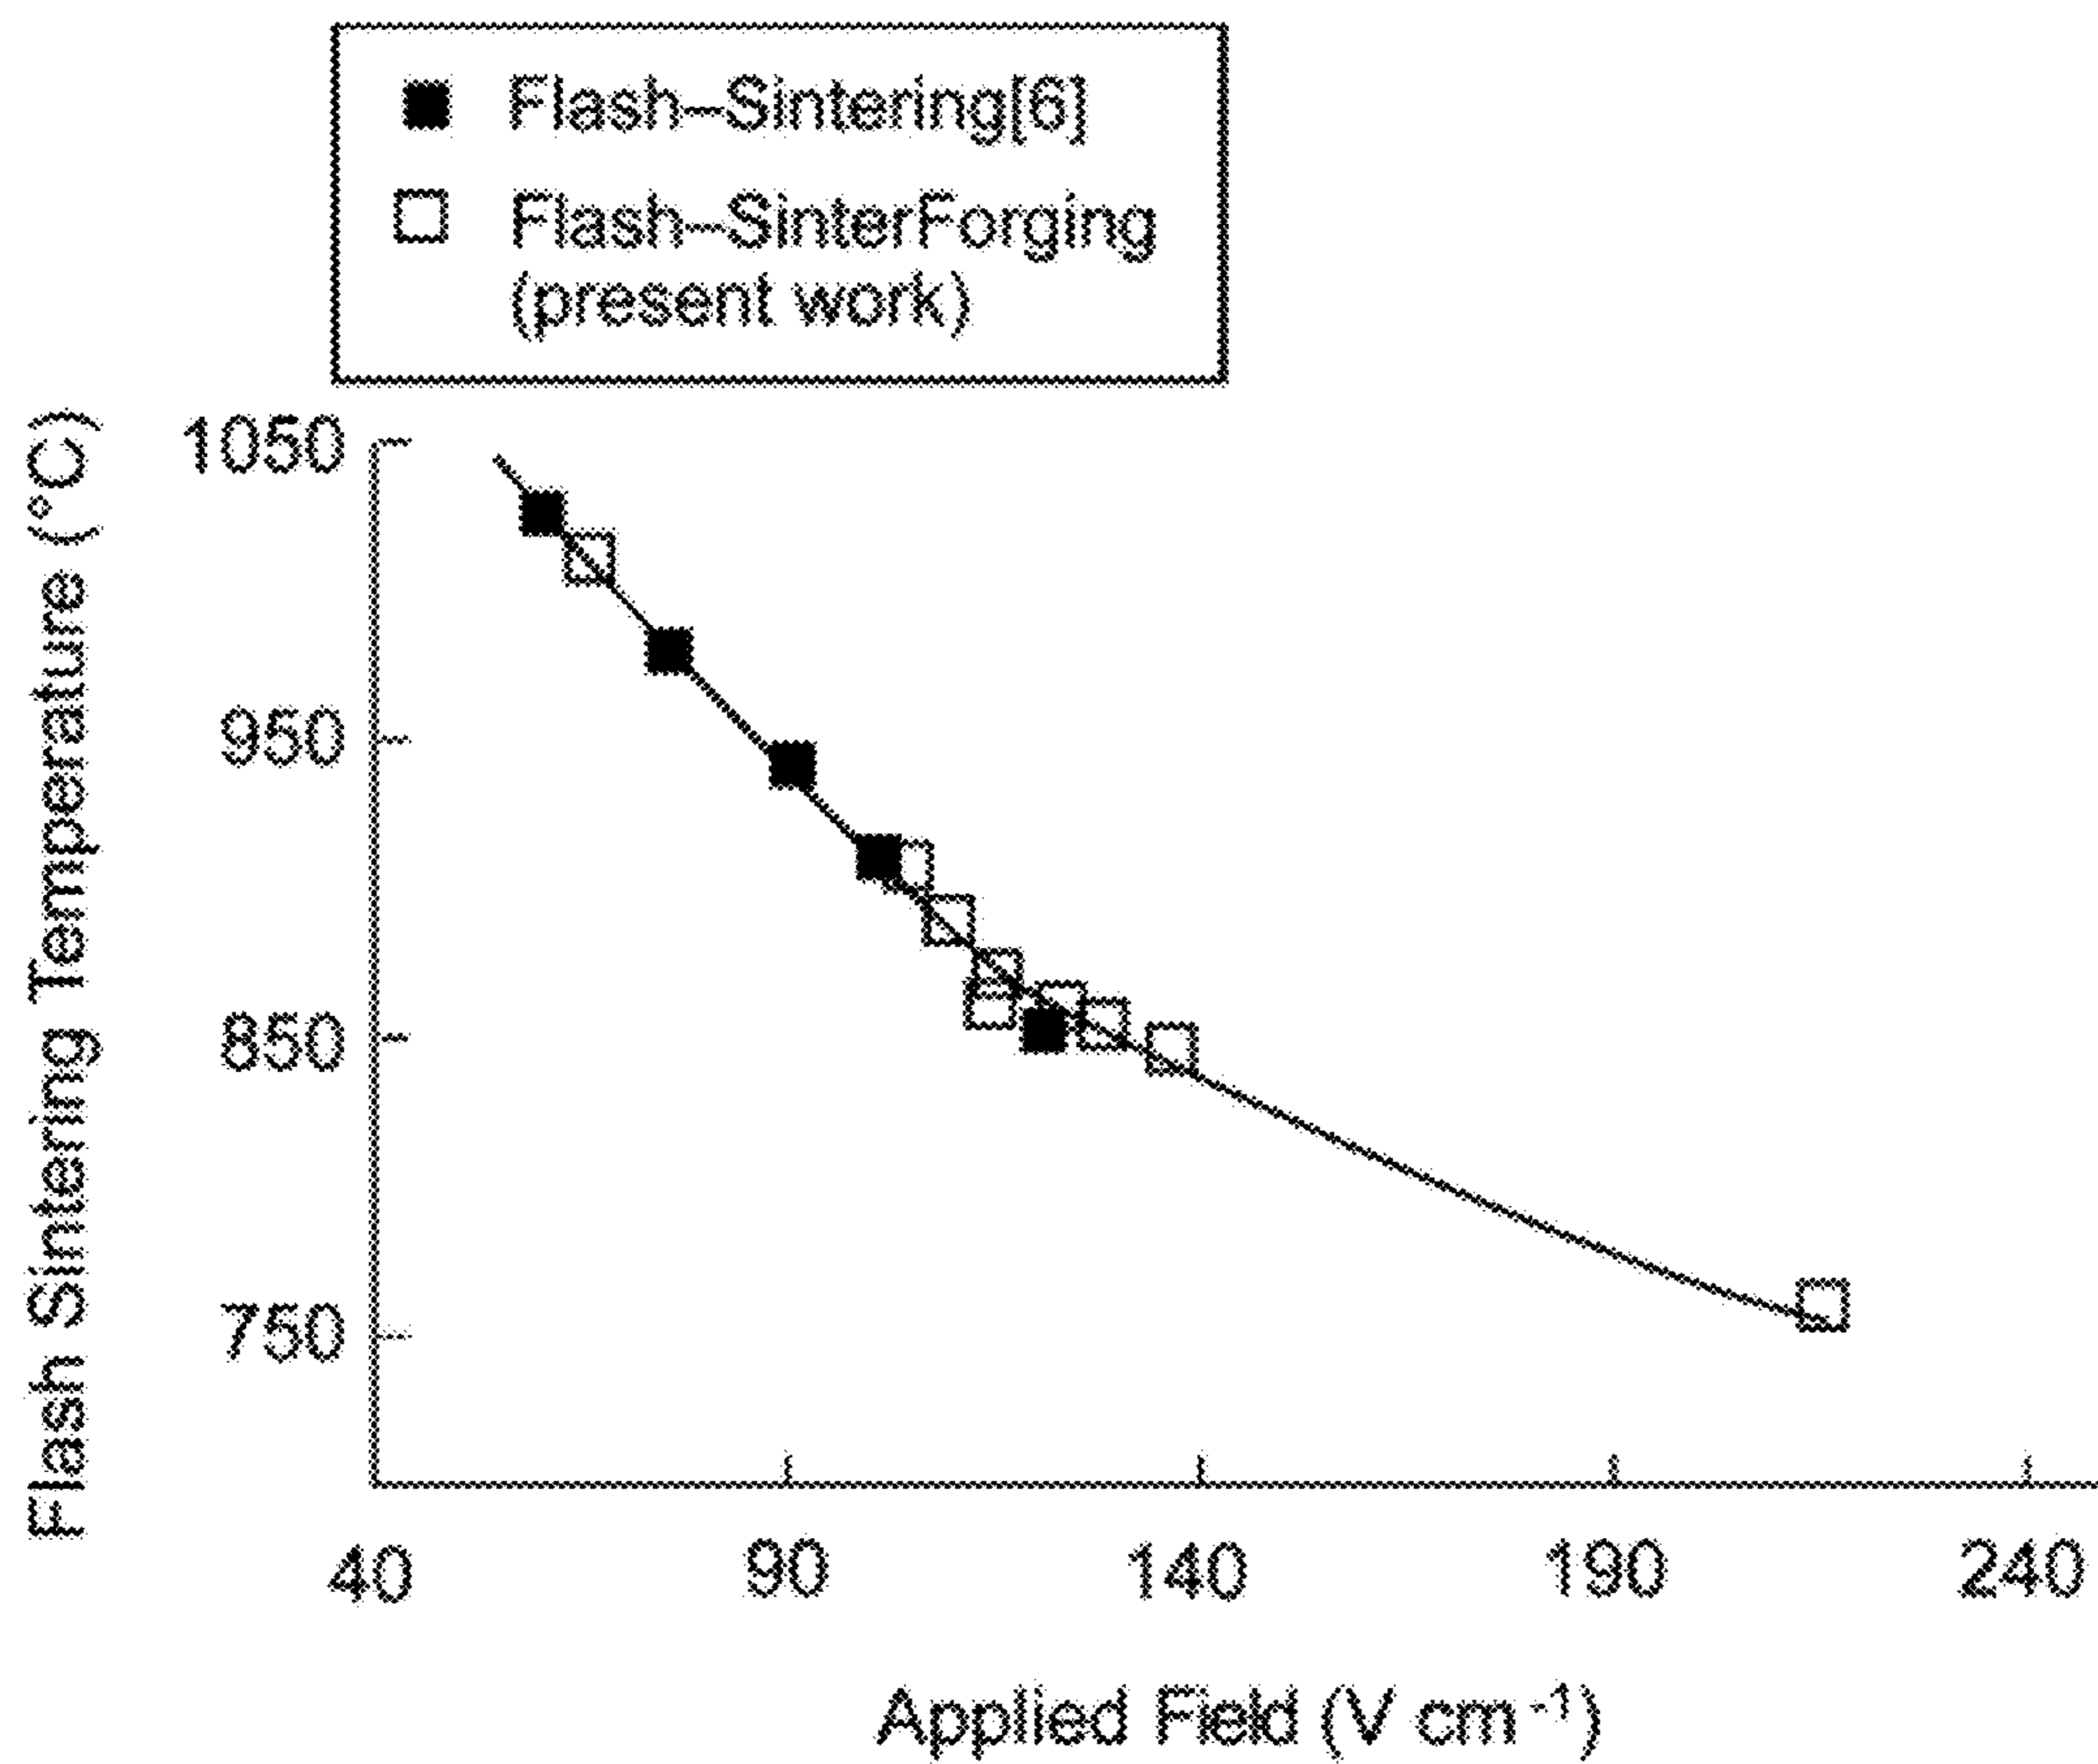 Flash–Sintering[6]
Flash–SinterForging
(present work)
Flash Sintering Temperature (°C)
1050
950
850
750
40 90 140 190 240
Applied Field (V cm⁻¹)